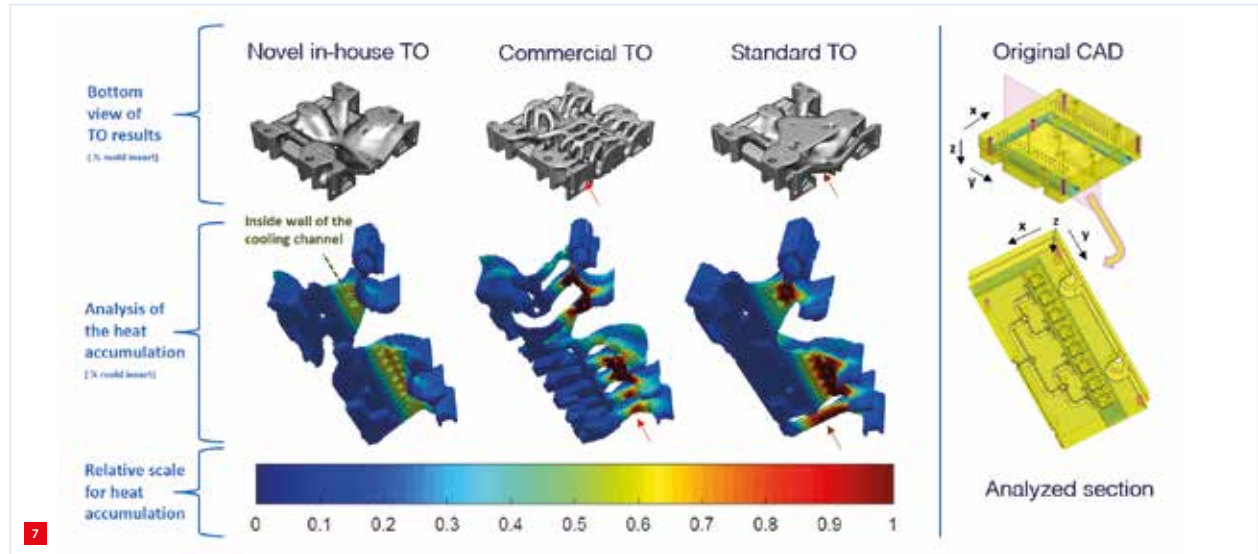 Novel in-house TO
Commercial TO
Standard TO
Original CAD
Bottom
view of
TO results
x
z
y
Inside wall of the
cooling channel
x
z
y
Analysis of
the heat
accumulation
Relative scale
for heat
accumulation
0 0.1 0.2 0.3 0.4 0.5 0.6 0.7 0.8 0.9 1
Analyzed section
7